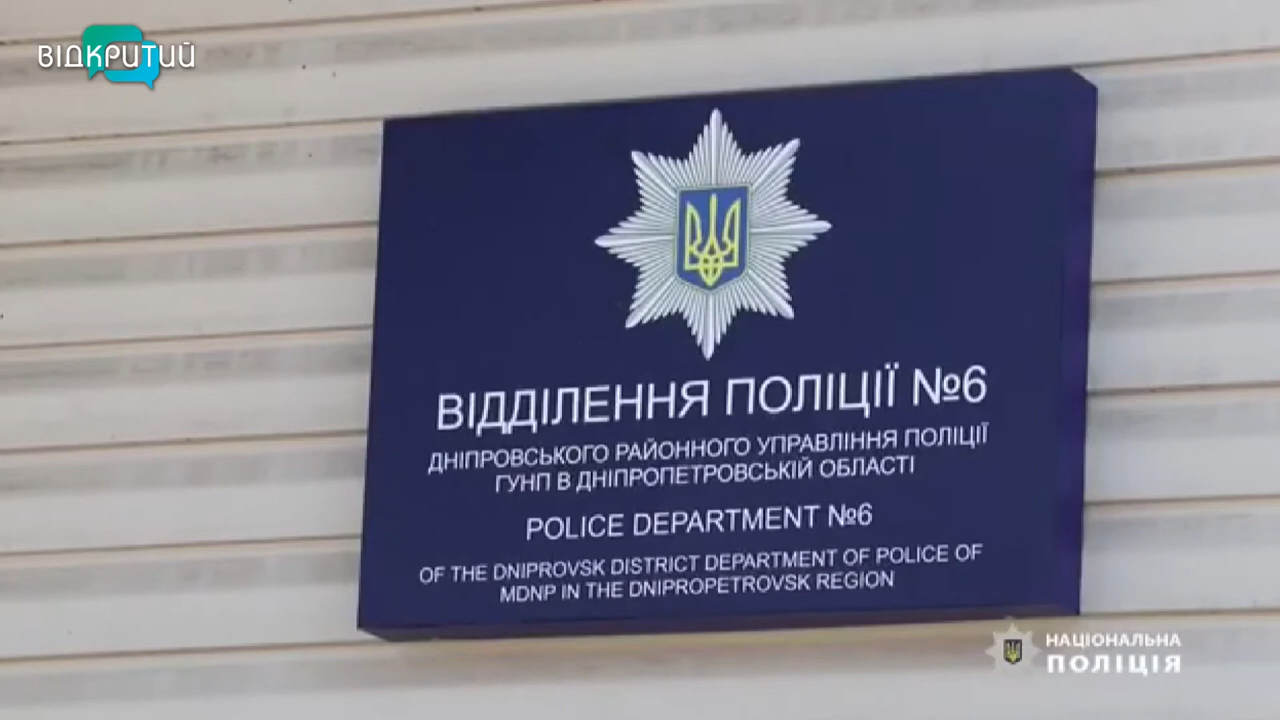 ВІДКРИТИЙ
ВІДДІЛЕННЯ ПОЛІЦІЇ №6
ДНІПРОВСЬКОГО РАЙОННОГО УПРАВЛІННЯ ПОЛІЦІЇ
ГУНП В ДНІПРОПЕТРОВСЬКІЙ ОБЛАСТІ
POLICE DEPARTMENT №6
OF THE DNIPROVSK DISTRICT DEPARTMENT OF POLICE OF
MDNP IN THE DNIPROPETROVSK REGION
НАЦІОНАЛЬНА
ПОЛІЦІЯ